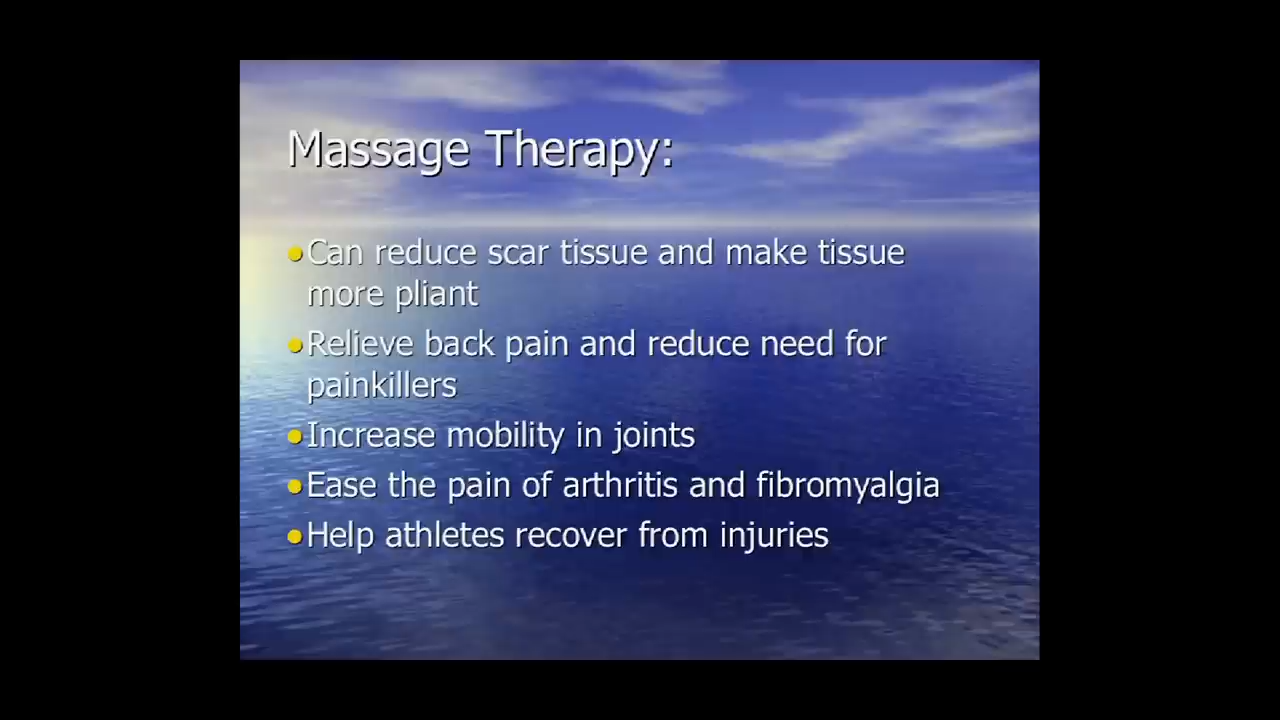 Massage Therapy:
•Can reduce scar tissue and make tissue
more pliant
•Relieve back pain and reduce need for
painkillers
•Increase mobility in joints
•Ease the pain of arthritis and fibromyalgia
•Help athletes recover from injuries